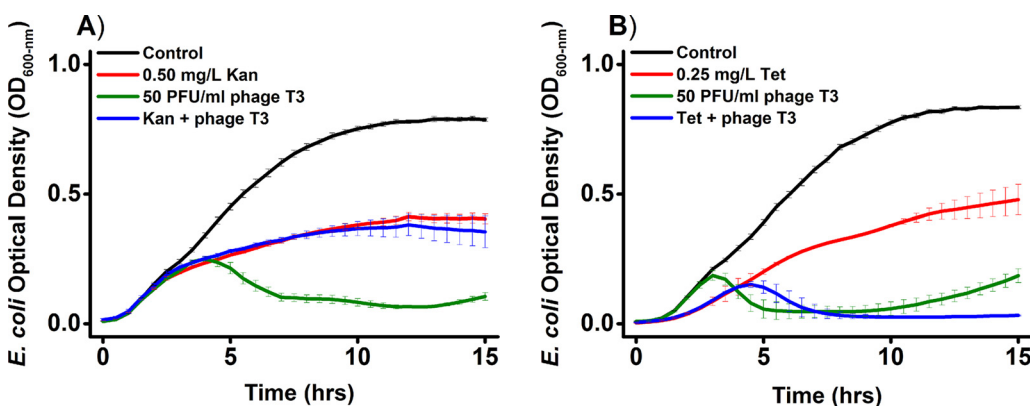 A)
Control
0.50 mg/L Kan
50 PFU/ml phage T3
Kan + phage T3
E. coli Optical Density (OD600-nm)
1.0
0.5
0.0
0 5 10 15
Time (hrs)
B)
Control
0.25 mg/L Tet
50 PFU/ml phage T3
Tet + phage T3
E. coli Optical Density (OD600-nm)
1.0
0.5
0.0
0 5 10 15
Time (hrs)